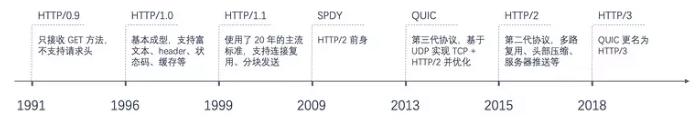 HTTP/0.9
只接收 GET 方法，
不支持请求头
HTTP/1.0
基本成型，支持富
文本、header、状
态码、缓存等
HTTP/1.1
使用了 20 年的主流
标准，支持连接复
用、分块发送
SPDY
HTTP/2 前身
QUIC
第三代协议，基于
UDP 实现 TCP +
HTTP/2 并优化
HTTP/2
第二代协议，多路
复用、头部压缩、
服务器推送等
HTTP/3
QUIC 更名为
HTTP/3
1991
1996
1999
2009
2013
2015
2018